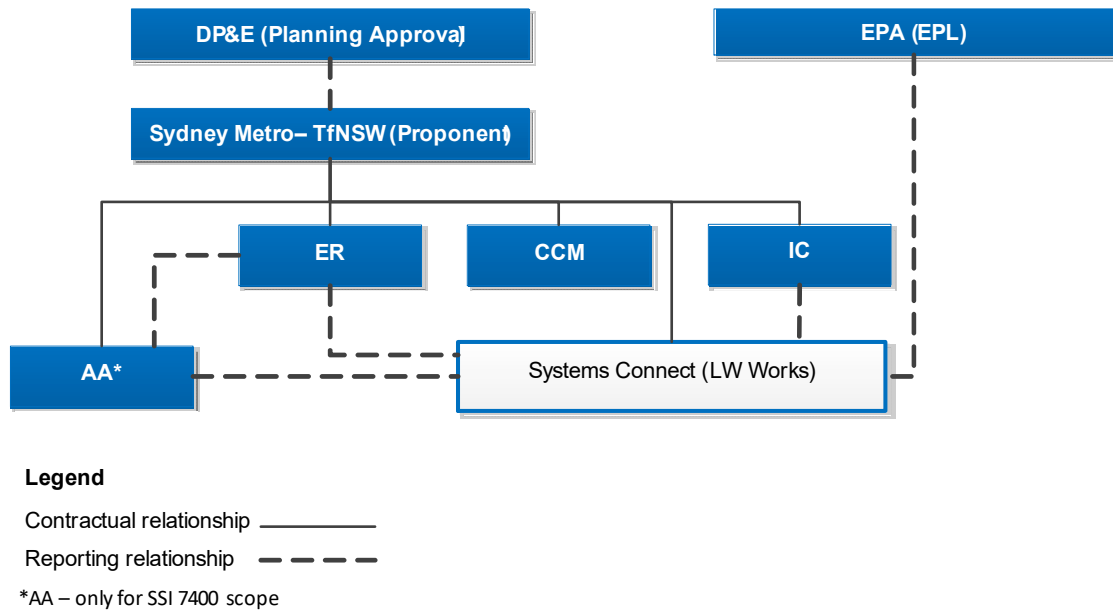 DP&E (Planning Approval)
EPA (EPL)
Sydney Metro– TfNSW (Proponent)
ER
CCM
IC
AA*
Systems Connect (LW Works)
Legend
Contractual relationship
Reporting relationship
*AA – only for SSI 7400 scope